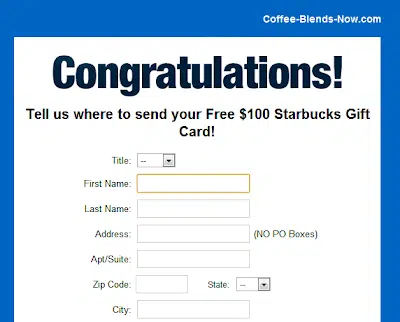 Coffee-Blends-Now.com
Congratulations!
Tell us where to send your Free $100 Starbucks Gift
Card!
Title: --
First Name:
Last Name:
Address: (NO PO Boxes)
Apt/Suite:
Zip Code: State: --
City: